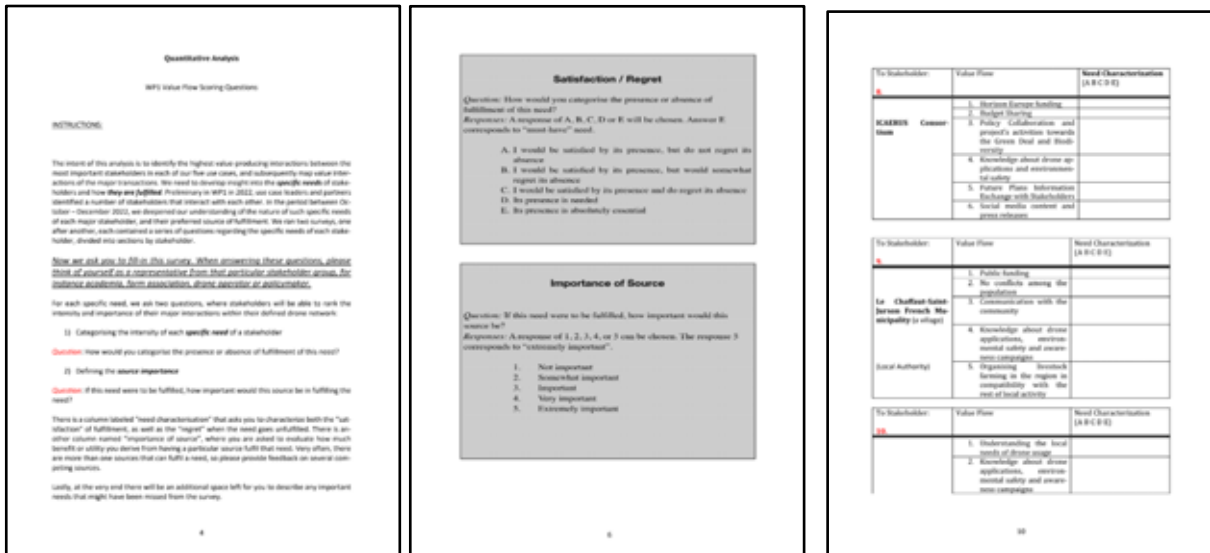 Quantitative Analysis
WP1 Value Flow Scoring Questions
INSTRUCTIONS:
The intent of this analysis is to identify the highest value producing interactions between the
most important stakeholders in each of our five use cases, and subsequently map value inter-
actions of the major transactions. We need to develop insight into the specific needs of stake-
holders and how they are fulfilled. Preliminary in WP1 in 2022, use case leaders and partners
identified a number of stakeholders that interact with each other. In the period between Oc-
tober – December 2022, we deepened our understanding of the nature of such specific needs
of each major stakeholder, and their preferred source of fulfillment. We ran two surveys, one
after another, each contained a series of questions regarding the specific needs of each stake-
holder, divided into sections by stakeholder.
Now we ask you to fill-in this survey. When answering these questions, please
think of yourself as a representative from that particular stakeholder group, for
instance academia, farm association, drone operator or policymaker.
For each specific need, we ask two questions, where stakeholders will be able to rank the
intensity and importance of their major interactions within their defined drone network:
1) Categorising the intensity of each specific need of a stakeholder
Question: How would you categorise the presence or absence of fulfillment of this need?
2) Defining the source importance
Question: If this need were to be fulfilled, how important would this source be in fulfilling the
need?
There is a column labeled "need characterisation" that asks you to characterise both the "sat-
isfaction" of fulfillment, as well as the "regret" when the need goes unfulfilled. There is an-
other column named "importance of source", where you are asked to evaluate how much
benefit or utility you derive from having a particular source fulfil that need. Very often, there
are more than one sources that can fulfil a need, so please provide feedback on several com-
peting sources.
Lastly, at the very end there will be an additional space left for you to describe any important
needs that might have been missed from the survey.
4
Satisfaction / Regret
Question: How would you categorise the presence or absence of
fulfillment of this need?
Responses: A response of A, B, C, D or E will be chosen. Answer E
corresponds to "must-have" need.
A. I would be satisfied by its presence, but do not regret its
absence
B. I would be satisfied by its presence, but would somewhat
regret its absence
C. I would be satisfied by its presence and do regret its absence
D. Its presence is needed
E. Its presence is absolutely essential
Importance of Source
Question: If this need were to be fulfilled, how important would this
source be?
Responses: A response of 1, 2, 3, 4, or 5 can be chosen. The response 5
corresponds to "extremely important".
1. Not important
2. Somewhat important
3. Important
4. Very important
5. Extremely important
To Stakeholder: Value Flow Need Characterization
(A B C D E)
ICAERUS Consor-
tium
1. Horizon Europe funding
2. Budget Sharing
3. Policy Collaboration and
project's activities towards
the Green Deal and Biodi-
versity
4. Knowledge about drone ap-
plications and environmen-
tal safety
5. Future Plans Information
Exchange with Stakeholders
6. Social media content and
press releases
To Stakeholder: Value Flow Need Characterization
(A B C D E)
9.
Le Chaffaut-Saint-
Jurson French Mu-
nicipality (a village)
(Local Authority)
1. Public funding
2. No conflicts among the
population
3. Communication with the
community
4. Knowledge about drone
applications, environ-
mental safety and aware-
ness campaigns
5. Organising livestock
farming in the region in
compatibility with the
rest of local activity
To Stakeholder: Value Flow Need Characterization
(A B C D E)
10.
1. Understanding the local
needs of drone usage
2. Knowledge about drone
applications, environ-
mental safety and aware-
ness campaigns
10